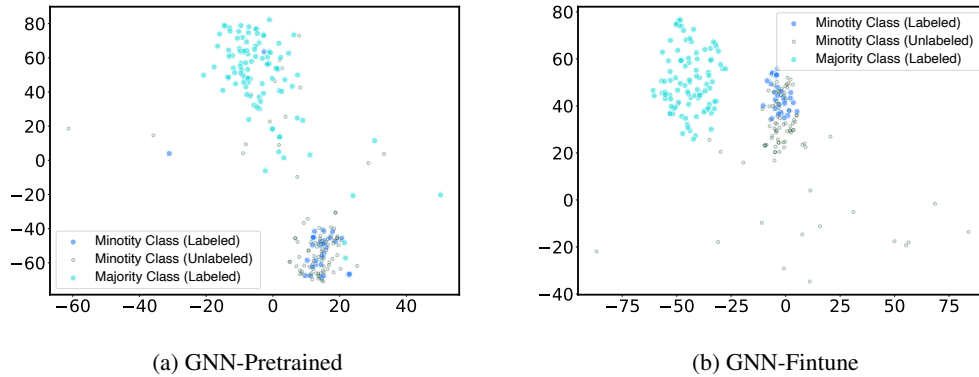 80
60
40
20
0
−20
−40
−60
−60 −40 −20 0 20 40
Minotity Class (Labeled)
Minotity Class (Unlabeled)
Majority Class (Labeled)
(a) GNN-Pretrained
80
60
40
20
0
−20
−40
−75 −50 −25 0 25 50 75
Minotity Class (Labeled)
Minotity Class (Unlabeled)
Majority Class (Labeled)
(b) GNN-Fintune